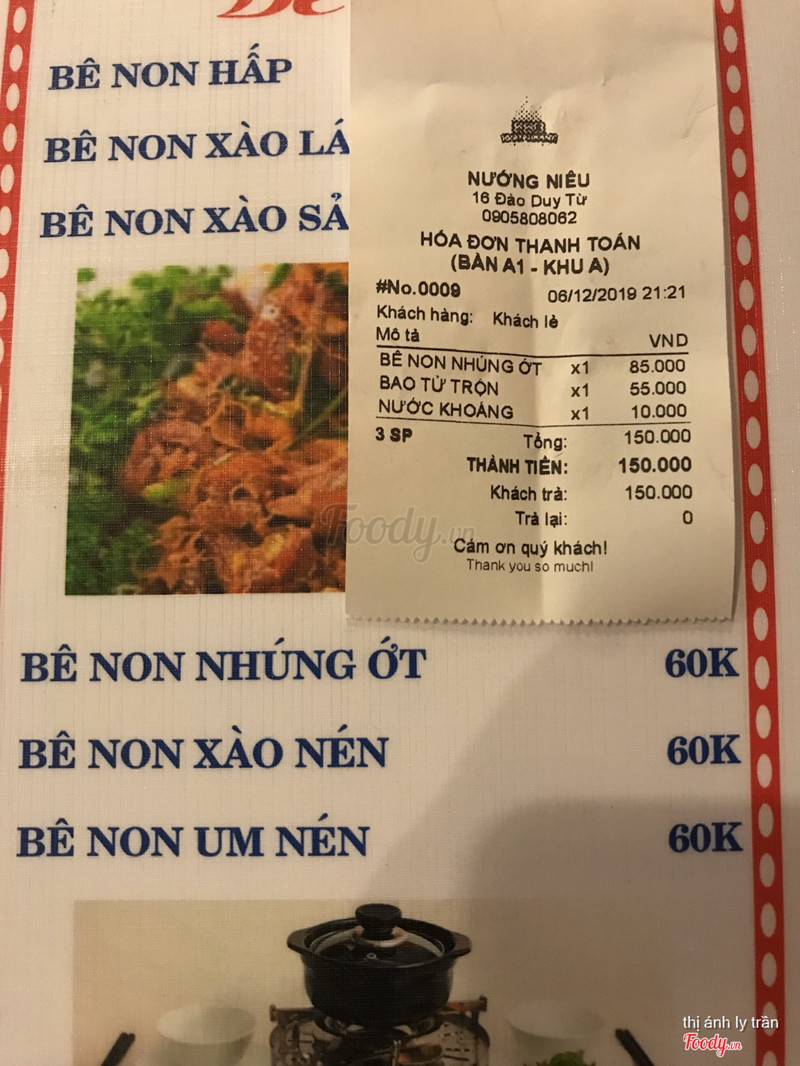 BÊ NON HẤP
BÊ NON XÀO LÁ
BÊ NON XÀO SẢ
NƯỚNG NIÊU
16 Đào Duy Từ
0905808062
HÓA ĐƠN THANH TOÁN
(BÀN A1 - KHU A)
#No.0009 06/12/2019 21:21
Khách hàng: Khách lẻ
Mô tả VND
BÊ NON NHÚNG ỚT x1 85.000
BAO TỬ TRỘN x1 55.000
NƯỚC KHOÁNG x1 10.000
3 SP Tổng: 150.000
THÀNH TIỀN: 150.000
Khách trả: 150.000
Trả lại: 0
Cám ơn quý khách!
Thank you so much!
Foody.vn
BÊ NON NHÚNG ỚT 60K
BÊ NON XÀO NÉN 60K
BÊ NON UM NÉN 60K
thị ánh ly trần
Foody.vn